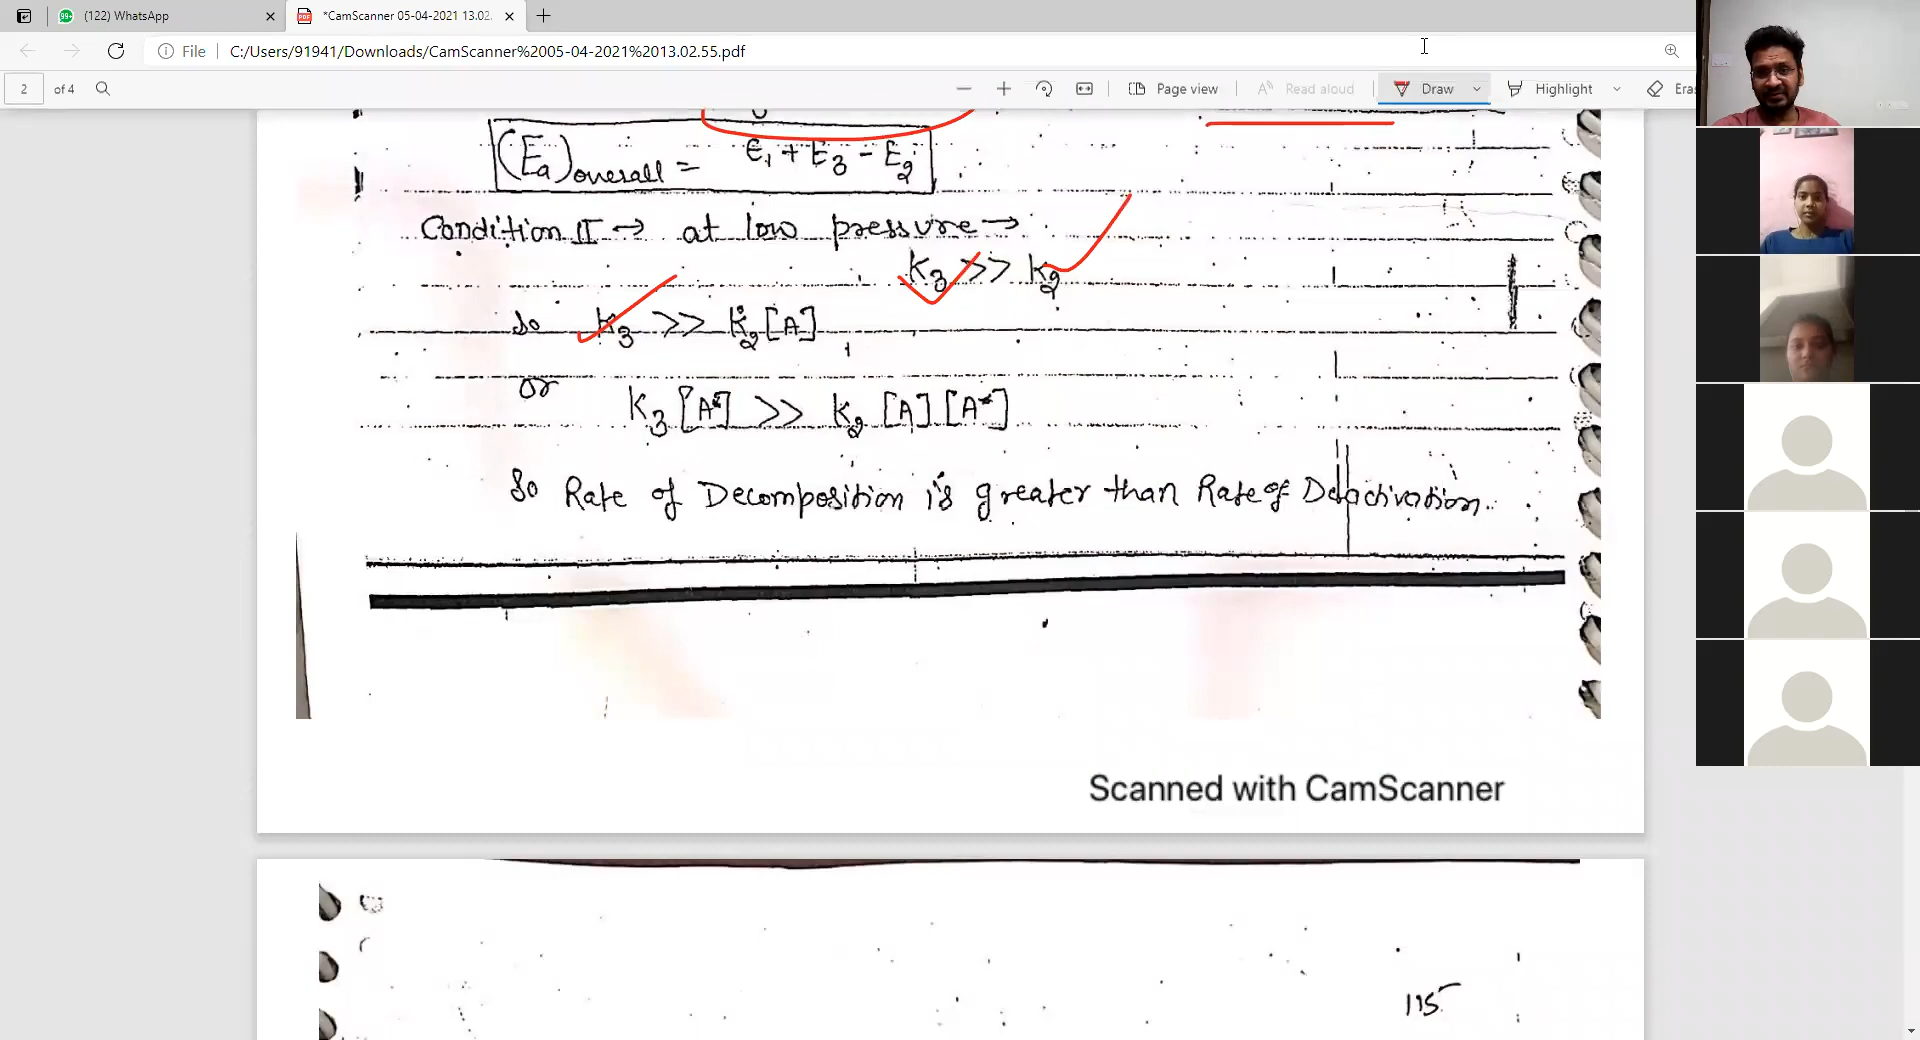 (122) WhatsApp
*CamScanner 05-04-2021 13.02.
File C:/Users/91941/Downloads/CamScanner%2005-04-2021%2013.02.55.pdf
2 of 4 Page view Read aloud Draw Highlight Eras
(Ea)overall = E1 + E3 - E2
Condition II → at low pressure →
K3 >> K2
So K3 >> K2 [A]
or
K3 [A*] >> K2 [A] [A*]
So Rate of Decomposition is greater than Rate of Deactivation.
Scanned with CamScanner
115